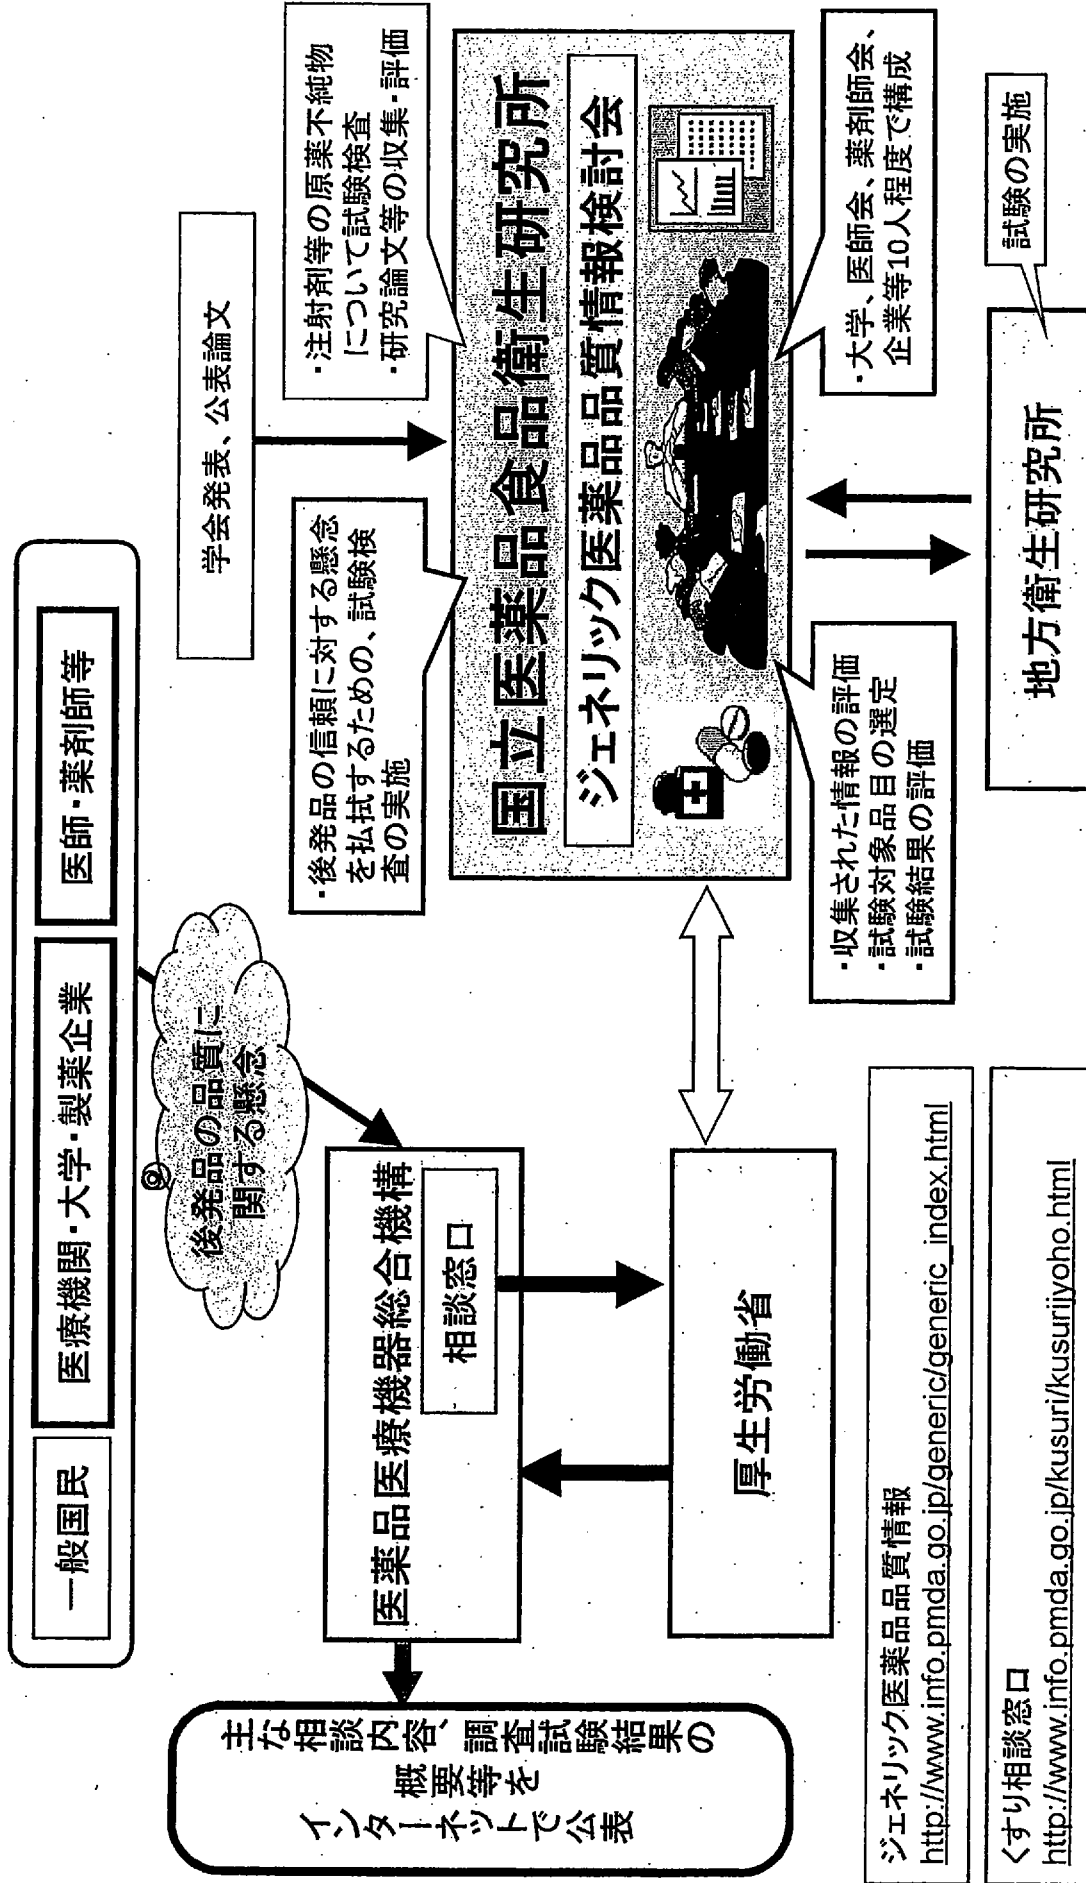 一般国民
医療機関・大学・製薬企業
医師・薬剤師等
後発品の品質に
関する懸念
学会発表、公表論文
・後発品の信頼に対する懸念
を払拭するための、試験検
査の実施
・注射剤等の原薬不純物
について試験検査
・研究論文等の収集・評価
医薬品医療機器総合機構
相談窓口
国立医薬品食品衛生研究所
ジェネリック医薬品品質情報検討会
主な相談内容、調査試験結果の
概要等を
インターネットで公表
厚生労働省
・収集された情報の評価
・試験対象品目の選定
・試験結果の評価
・大学、医師会、薬剤師会、
企業等10人程度で構成
ジェネリック医薬品品質情報
http://www.info.pmda.go.jp/generic/generic_index.html
くすり相談窓口
http://www.info.pmda.go.jp/kusuri/kusurijyoho.html
地方衛生研究所
試験の実施